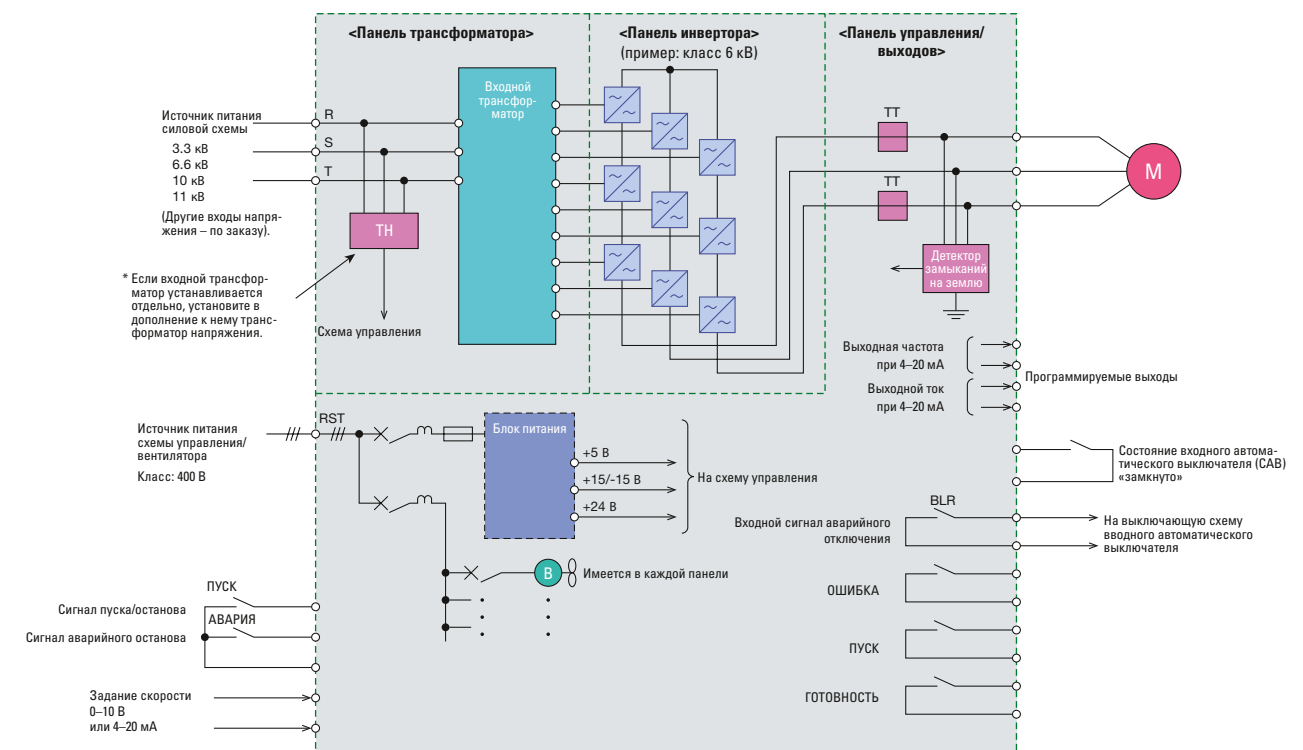 <Панель трансформатора>
<Панель инвертора>
(пример: класс 6 кВ)
<Панель управления/
выходов>
Источник питания
силовой схемы
3.3 кВ
6.6 кВ
10 кВ
11 кВ
(Другие входы напря-
жения – по заказу).
R
S
T
ТН
Входной
трансфор-
матор
* Если входной трансфор-
матор устанавливается
отдельно, установите в
дополнение к нему транс-
форматор напряжения.
Схема управления
ТТ
ТТ
М
Детектор
замыканий
на землю
Выходная частота
при 4–20 мА
Выходной ток
при 4–20 мА
Программируемые выходы
Источник питания
схемы управления/
вентилятора
Класс: 400 В
RST
Блок питания
+5 В
+15/-15 В
+24 В
На схему управления
В
Имеется в каждой панели
Состояние входного автома-
тического выключателя (САВ)
«замкнуто»
BLR
Входной сигнал аварийного
отключения
На выключающую схему
вводного автоматического
выключателя
ОШИБКА
ПУСК
ГОТОВНОСТЬ
ПУСК
Сигнал пуска/останова
АВАРИЯ
Сигнал аварийного останова
Задание скорости
0–10 В
или 4–20 мА